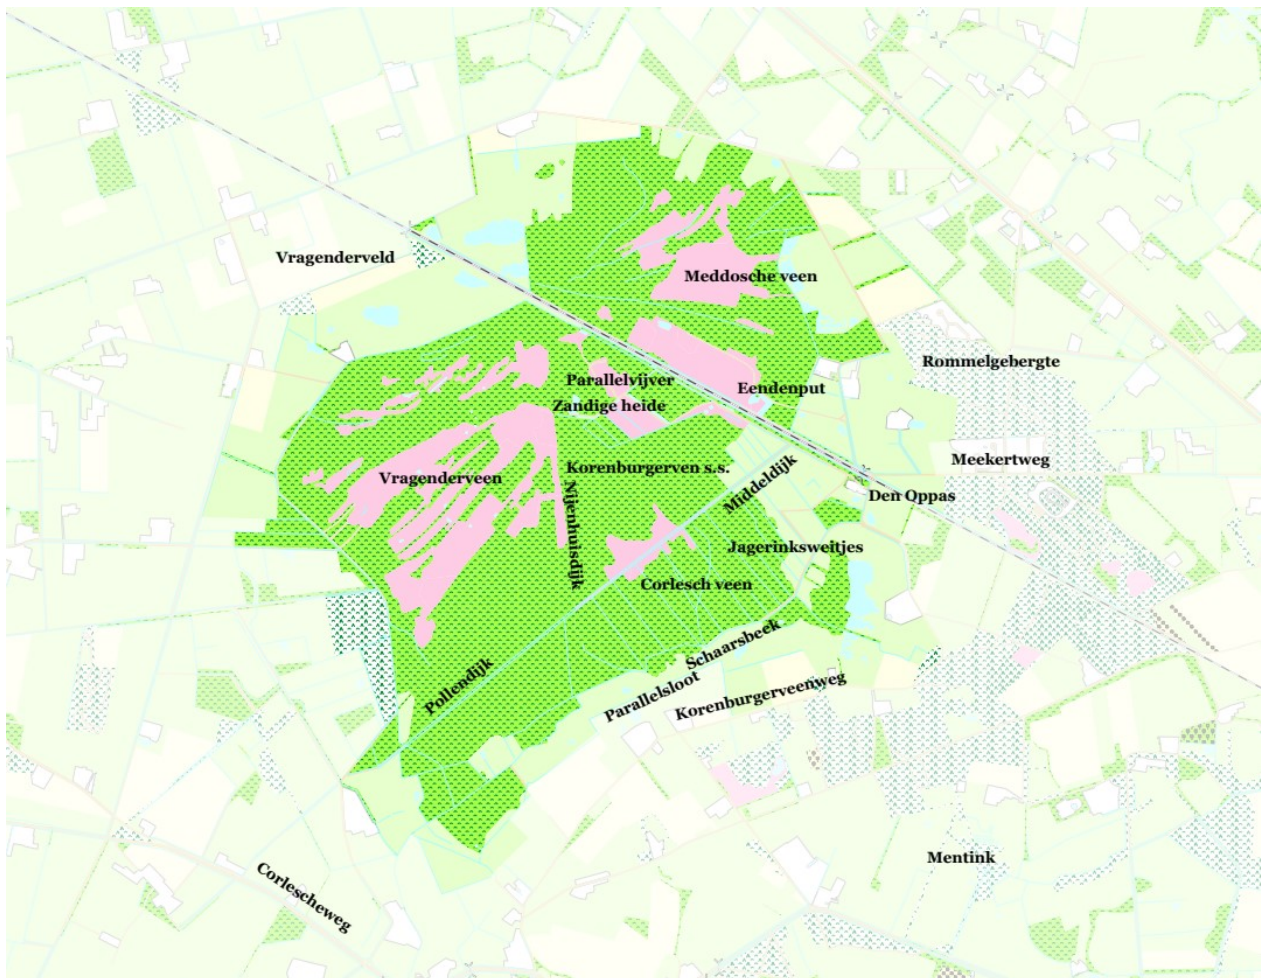 Vragenderveld
Meddosche veen
Rommelgebergte
Parallelvijver
Eendenput
Zandige heide
Meekertweg
Korenburgerven s.s.
Vragenderveen
Middeldijk
Den Oppas
Nijenhuisdijk
Jagerinksweitjes
Corlesch veen
Schaarsbeek
Pollendijk
Parallelsloot
Korenburgerveenweg
Mentink
Corlescheweg